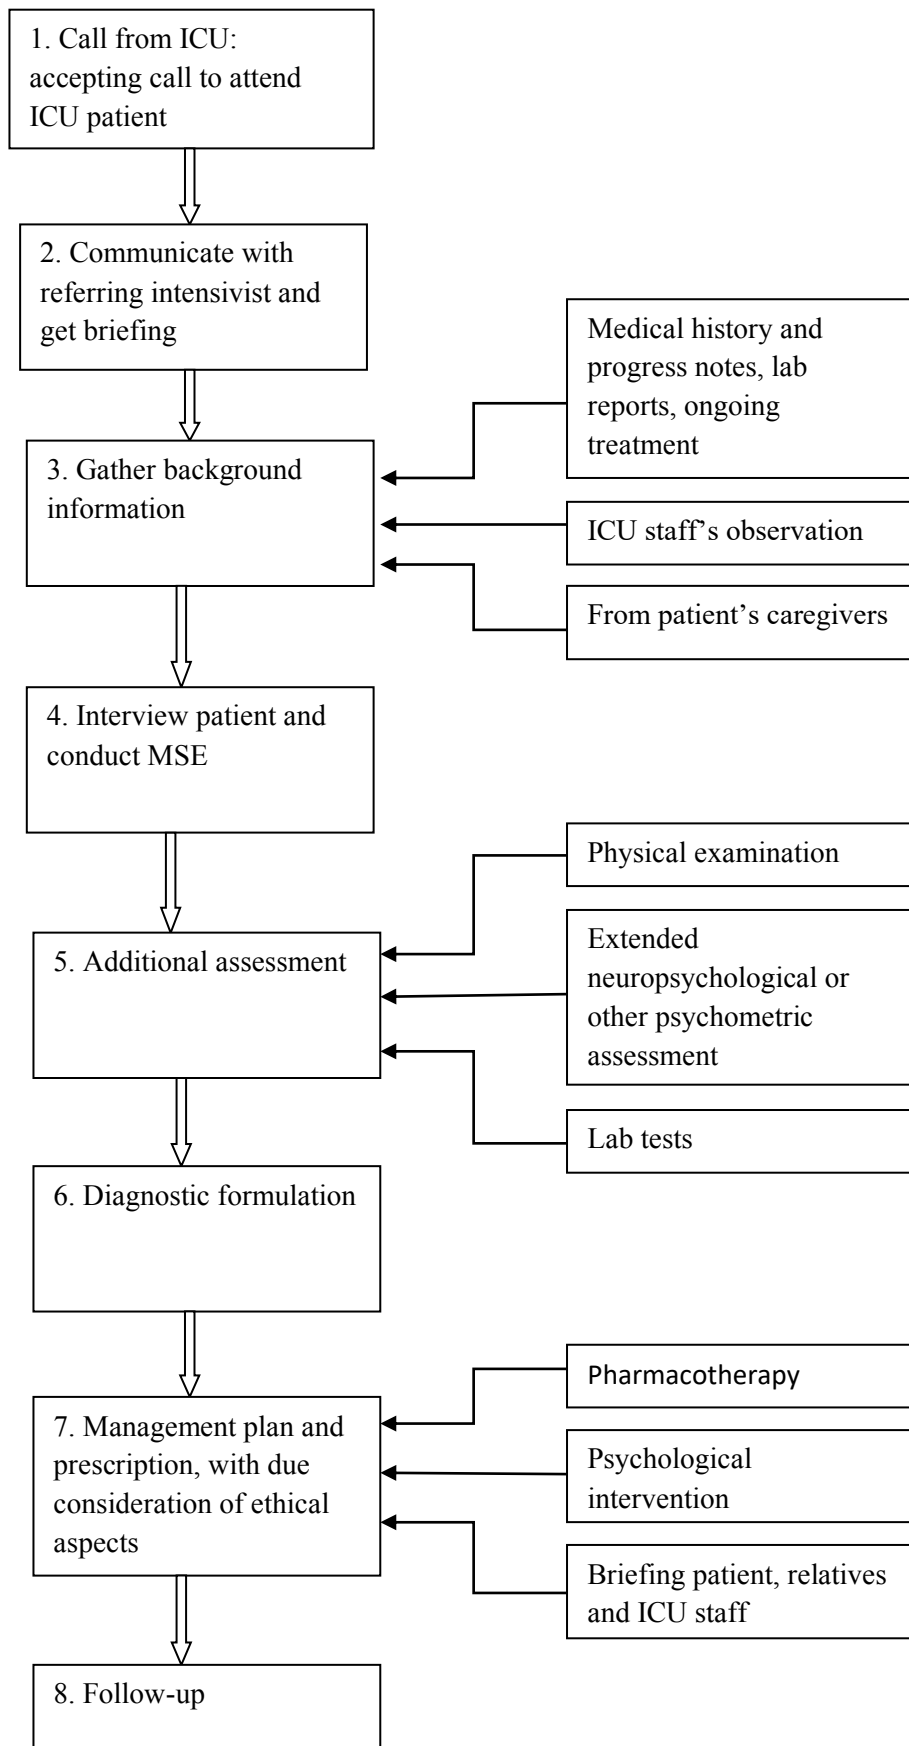 1. Call from ICU:
accepting call to attend
ICU patient
2. Communicate with
referring intensivist and
get briefing
Medical history and
progress notes, lab
reports, ongoing
treatment
3. Gather background
information
ICU staff’s observation
From patient’s caregivers
4. Interview patient and
conduct MSE
Physical examination
5. Additional assessment
Extended
neuropsychological or
other psychometric
assessment
Lab tests
6. Diagnostic formulation
Pharmacotherapy
7. Management plan and
prescription, with due
consideration of ethical
aspects
Psychological
intervention
Briefing patient, relatives
and ICU staff
8. Follow-up